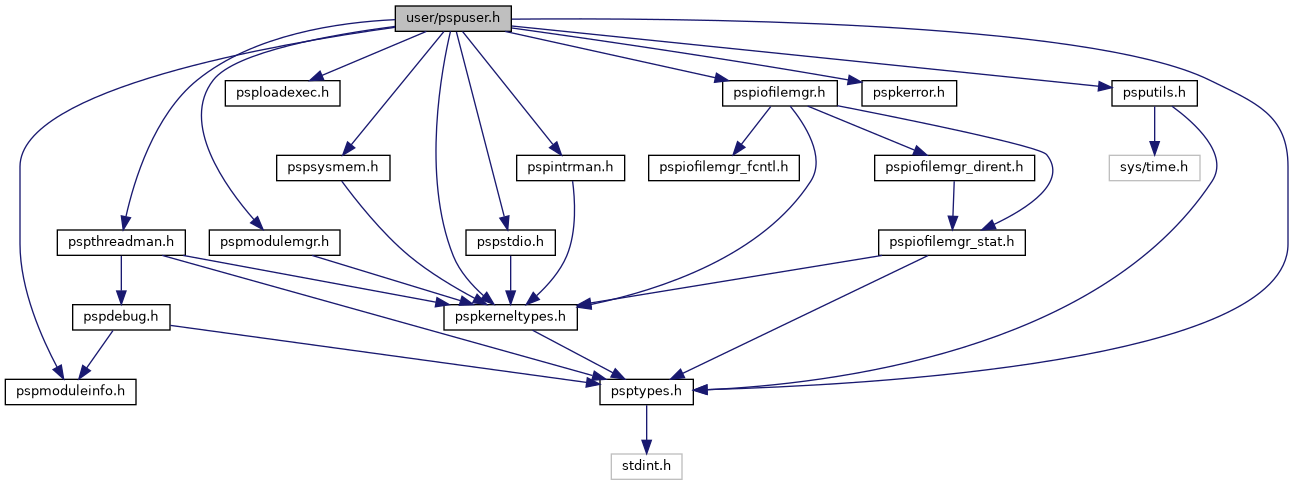 user/pspuser.h
psploadexec.h
pspiofilemgr.h
pspkerror.h
psputils.h
pspsysmem.h
pspintrman.h
pspiofilemgr_fcntl.h
pspiofilemgr_dirent.h
sys/time.h
pspthreadman.h
pspmodulemgr.h
pspstdio.h
pspiofilemgr_stat.h
pspdebug.h
pspkerneltypes.h
pspmoduleinfo.h
psptypes.h
stdint.h